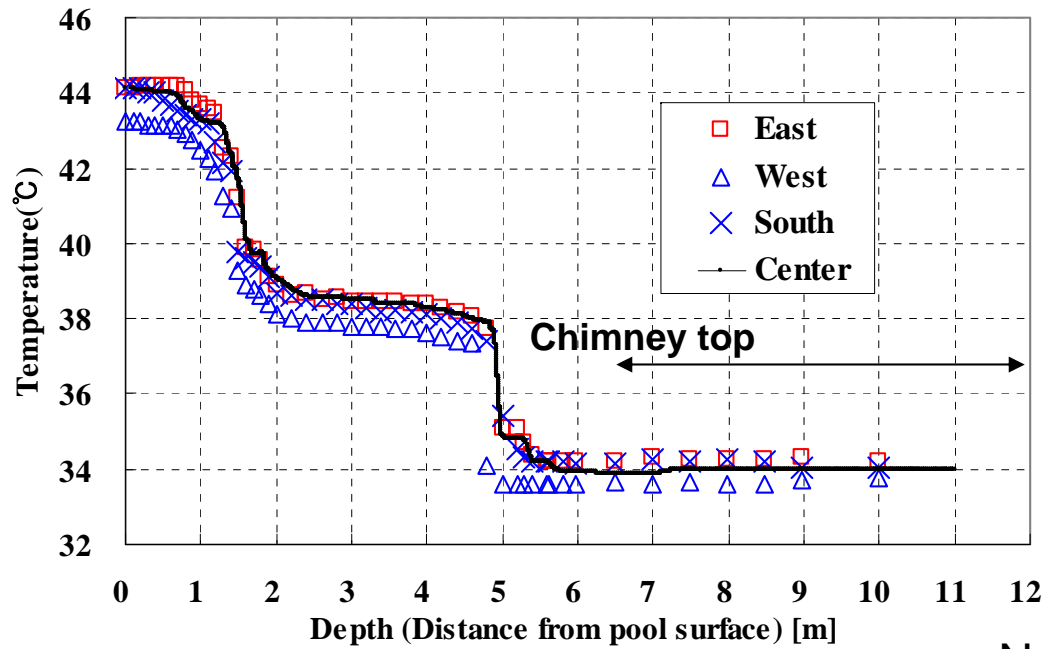 46
44
42
40
38
36
34
32
Temperature(℃)
East
West
South
Center
Chimney top
0 1 2 3 4 5 6 7 8 9 10 11 12
Depth (Distance from pool surface) [m]